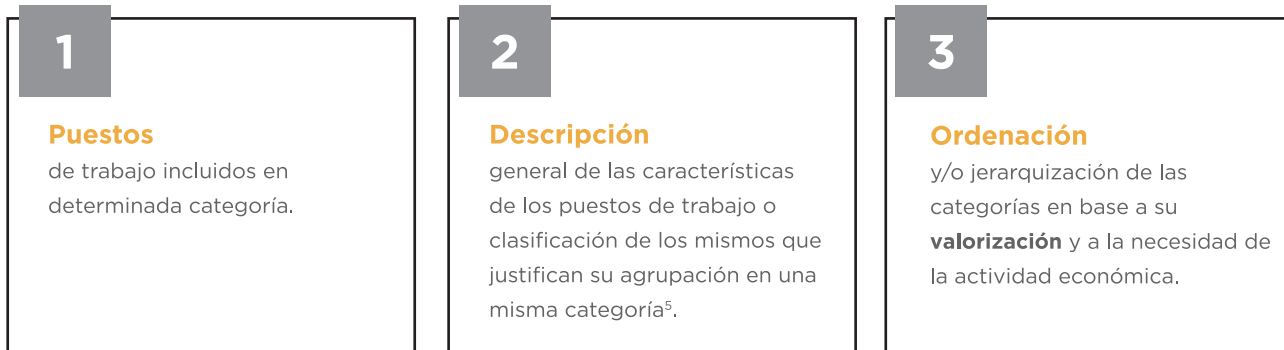 1
Puestos
de trabajo incluidos en
determinada categoría.
2
Descripción
general de las características
de los puestos de trabajo o
clasificación de los mismos que
justifican su agrupación en una
misma categoría⁵.
3
Ordenación
y/o jerarquización de las
categorías en base a su
valorización y a la necesidad de
la actividad económica.